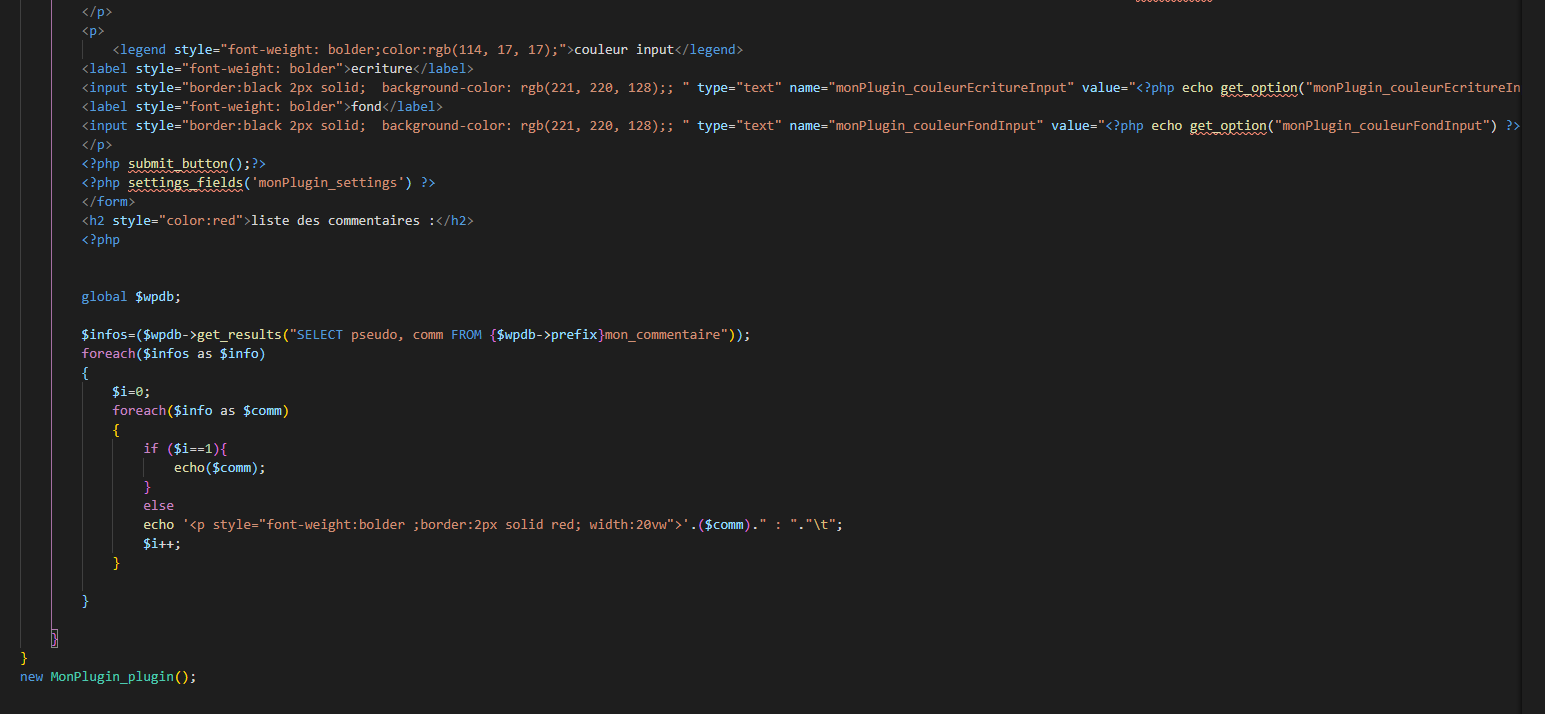 </p>
<p>
<legend style="font-weight: bolder;color:rgb(114, 17, 17);">couleur input</legend>
<label style="font-weight: bolder">ecriture</label>
<input style="border:black 2px solid;  background-color: rgb(221, 220, 128);; " type="text" name="monPlugin_couleurEcritureInput" value="<?php echo get_option("monPlugin_couleurEcritureIn
<label style="font-weight: bolder">fond</label>
<input style="border:black 2px solid;  background-color: rgb(221, 220, 128);; " type="text" name="monPlugin_couleurFondInput" value="<?php echo get_option("monPlugin_couleurFondInput") ?>
</p>
<?php submit_button();?>
<?php settings_fields('monPlugin_settings') ?>
</form>
<h2 style="color:red">liste des commentaires :</h2>
<?php
global $wpdb;
$infos=($wpdb->get_results("SELECT pseudo, comm FROM {$wpdb->prefix}mon_commentaire"));
foreach($infos as $info)
{
$i=0;
foreach($info as $comm)
{
if ($i==1){
echo($comm);
}
else
echo '<p style="font-weight:bolder ;border:2px solid red; width:20vw">'.($comm)." : "."\t";
$i++;
}
}
}
}
new MonPlugin_plugin();